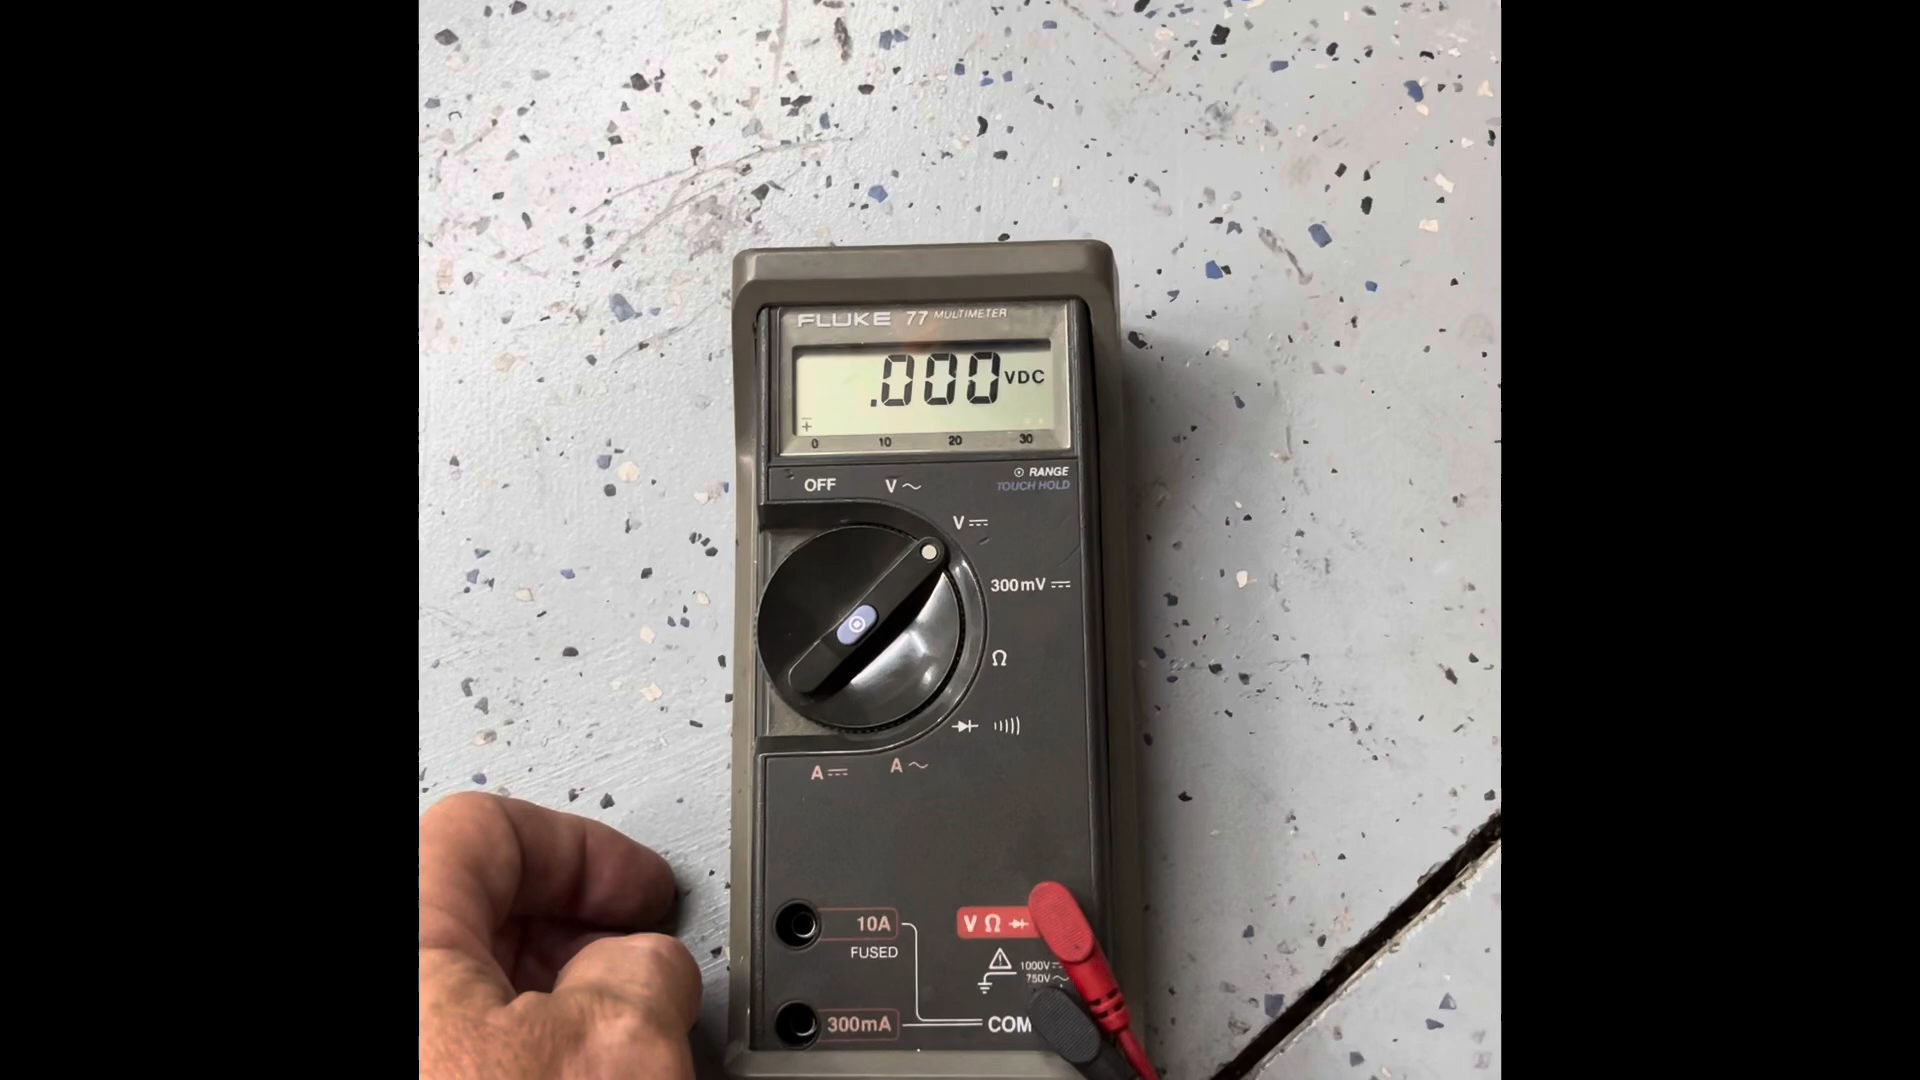 FLUKE 77 MULTIMETER
.000 VDC
0 10 20 30
RANGE
TOUCH HOLD
OFF V
V
300mV
Ω
A A
10A
FUSED
V Ω
1000V
750V
300mA
COM